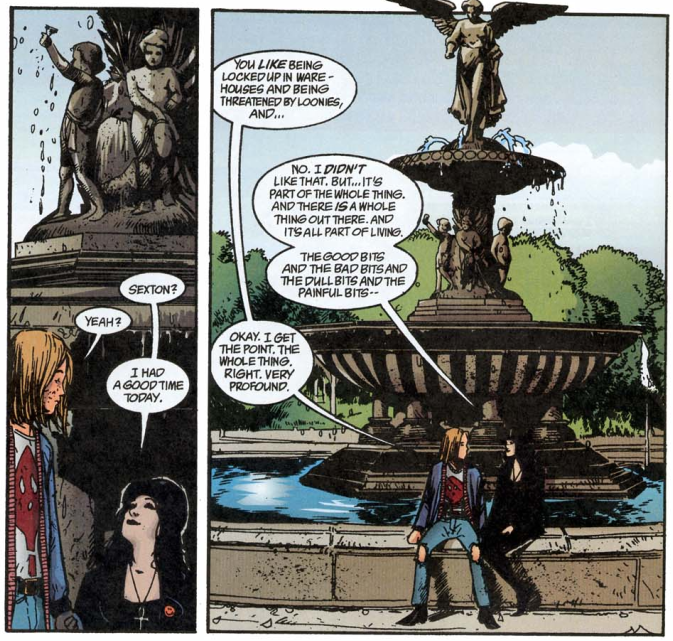 SEXTON?
YEAH?
I HAD
A GOOD TIME
TODAY.
YOU LIKE BEING
LOCKED UP IN WARE-
HOUSES AND BEING
THREATENED BY LOONIES,
AND...
NO. I DIDN'T
LIKE THAT. BUT... IT'S
PART OF THE WHOLE THING.
AND THERE IS A WHOLE
THING OUT THERE. AND
IT'S ALL PART OF LIVING.
THE GOOD BITS
AND THE BAD BITS AND
THE DULL BITS AND THE
PAINFUL BITS--
OKAY. I GET
THE POINT. THE
WHOLE THING.
RIGHT. VERY
PROFOUND.